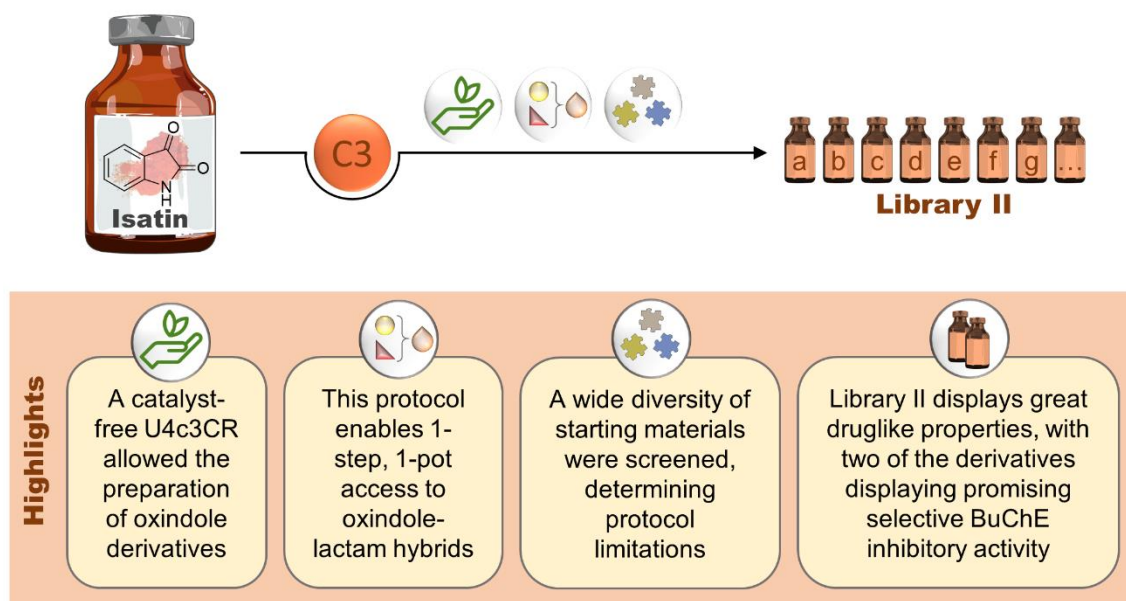 O
O
N
H
Isatin
C3
a b c d e f g ...
Library II
Highlights
A catalyst-
free U4c3CR
allowed the
preparation
of oxindole
derivatives
This protocol
enables 1-
step, 1-pot
access to
oxindole-
lactam hybrids
A wide diversity of
starting materials
were screened,
determining
protocol
limitations
Library II displays great
druglike properties, with
two of the derivatives
displaying promising
selective BuChE
inhibitory activity